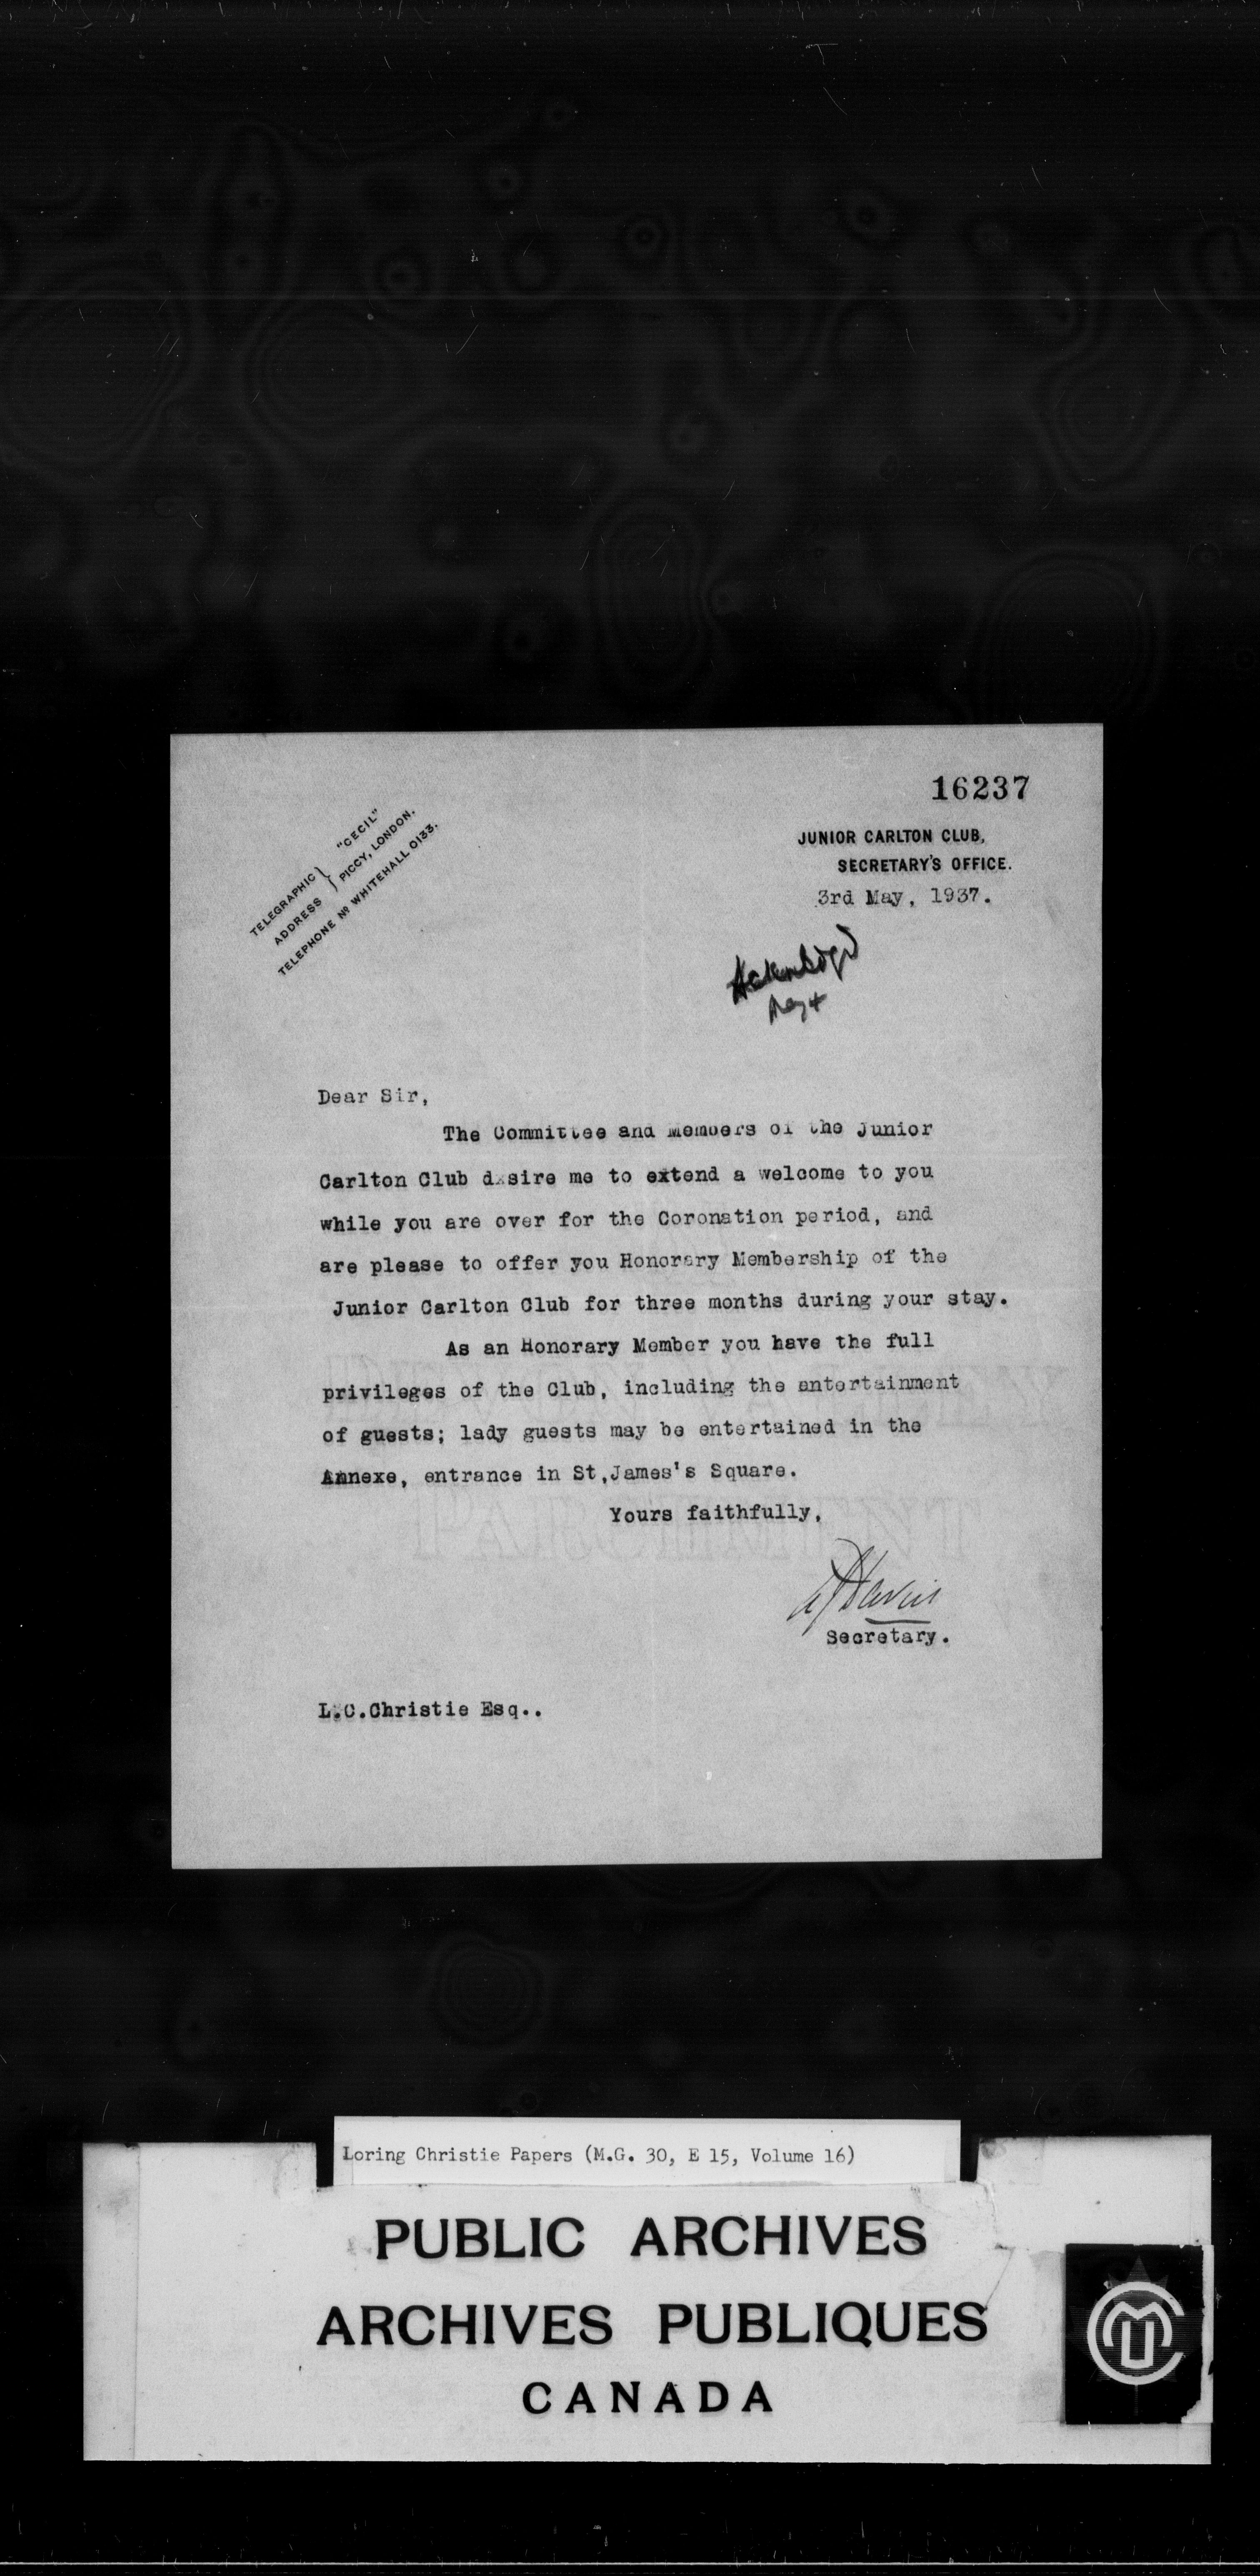 16237
TELEGRAPHIC ADDRESS } "CECIL" PICCY, LONDON.
TELEPHONE No WHITEHALL 0133.
JUNIOR CARLTON CLUB,
SECRETARY'S OFFICE.
3rd May, 1937.
May 4
Dear Sir,
The Committee and Members of the Junior
Carlton Club desire me to extend a welcome to you
while you are over for the Coronation period, and
are please to offer you Honorary Membership of the
Junior Carlton Club for three months during your stay.
As an Honorary Member you have the full
privileges of the Club, including the entertainment
of guests; lady guests may be entertained in the
Annexe, entrance in St,James's Square.
Yours faithfully,
Secretary.
L.C.Christie Esq..
Loring Christie Papers (M.G. 30, E 15, Volume 16)
PUBLIC ARCHIVES
ARCHIVES PUBLIQUES
CANADA